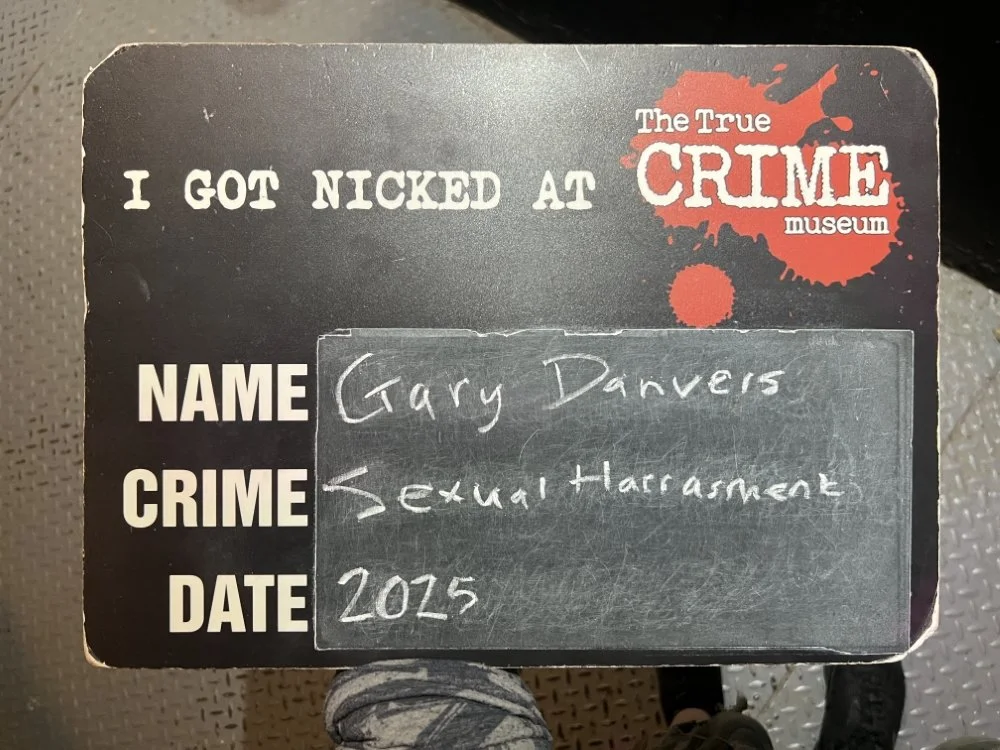 The True
I GOT NICKED AT CRIME
museum
NAME Gary Danvers
CRIME Sexual Harrasment
DATE 2025